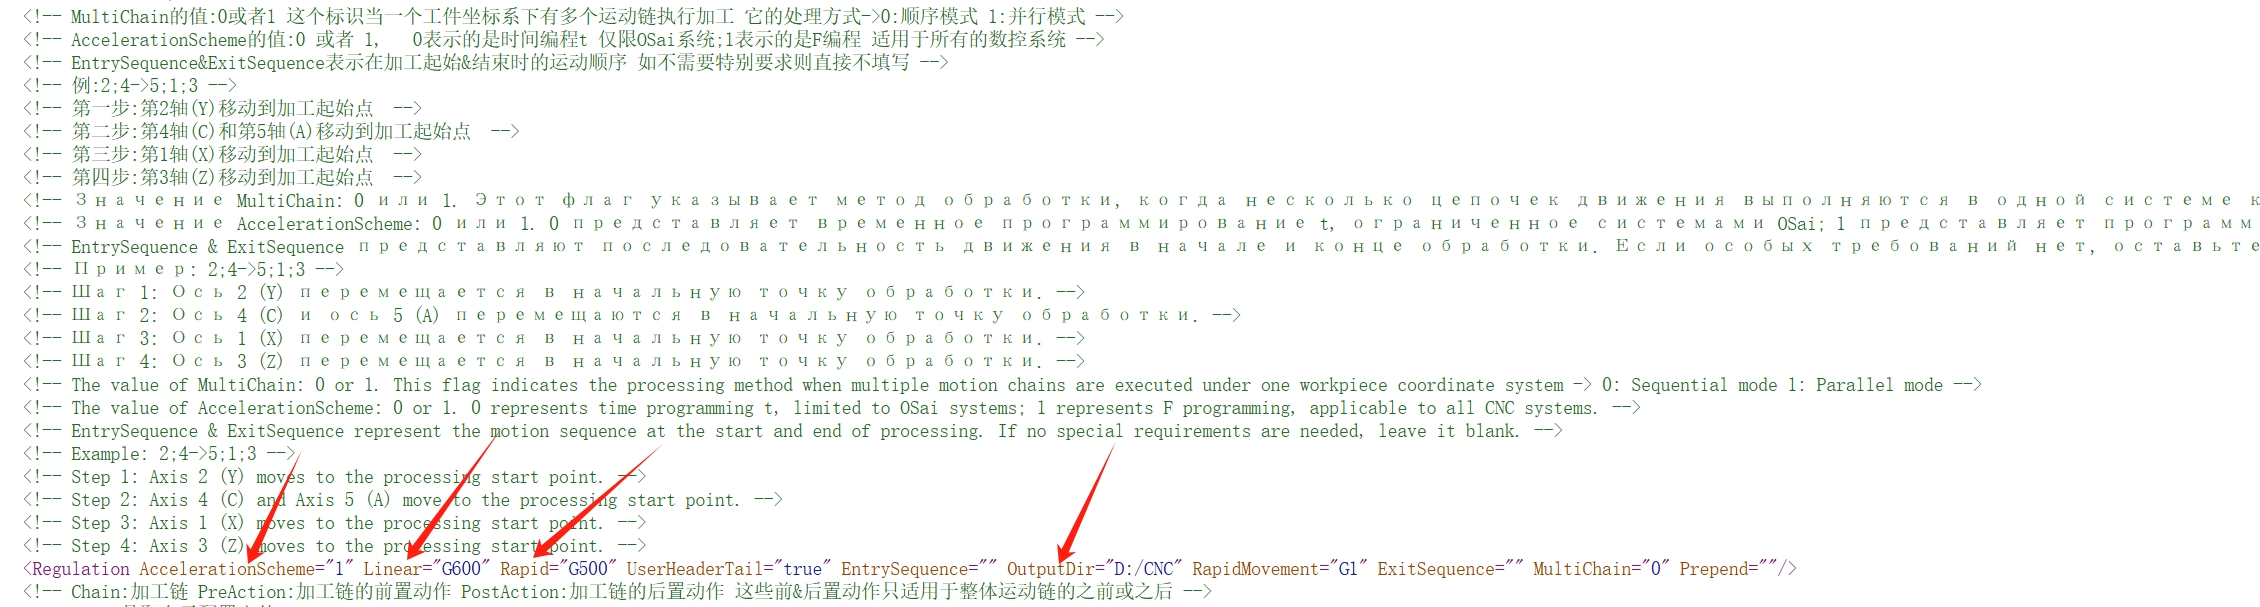 <!-- MultiChain的值:0或者1 这个标识当一个工件坐标系下有多个运动链执行加工 它的处理方式->0:顺序模式 1:并行模式 -->
<!-- AccelerationScheme的值:0 或者 1,   0表示的是时间编程t 仅限OSai系统;1表示的是F编程 适用于所有的数控系统 -->
<!-- EntrySequence&ExitSequence表示在加工起始&结束时的运动顺序 如不需要特别要求则直接不填写 -->
<!-- 例:2;4->5;1;3 -->
<!-- 第一步:第2轴(Y)移动到加工起始点  -->
<!-- 第二步:第4轴(C)和第5轴(A)移动到加工起始点  -->
<!-- 第三步:第1轴(X)移动到加工起始点  -->
<!-- 第四步:第3轴(Z)移动到加工起始点  -->
<!-- Значение MultiChain: 0 или 1. Этот флаг указывает метод обработки, когда несколько цепочек движения выполняются в одной системе к
<!-- Значение AccelerationScheme: 0 или 1. 0 представляет временное программирование t, ограниченное системами OSai; 1 представляет программ
<!-- EntrySequence & ExitSequence представляют последовательность движения в начале и конце обработки. Если особых требований нет, оставьте
<!-- Пример: 2;4->5;1;3 -->
<!-- Шаг 1: Ось 2 (Y) перемещается в начальную точку обработки. -->
<!-- Шаг 2: Ось 4 (C) и ось 5 (A) перемещаются в начальную точку обработки. -->
<!-- Шаг 3: Ось 1 (X) перемещается в начальную точку обработки. -->
<!-- Шаг 4: Ось 3 (Z) перемещается в начальную точку обработки. -->
<!-- The value of MultiChain: 0 or 1. This flag indicates the processing method when multiple motion chains are executed under one workpiece coordinate system -> 0: Sequential mode 1: Parallel mode -->
<!-- The value of AccelerationScheme: 0 or 1. 0 represents time programming t, limited to OSai systems; 1 represents F programming, applicable to all CNC systems. -->
<!-- EntrySequence & ExitSequence represent the motion sequence at the start and end of processing. If no special requirements are needed, leave it blank. -->
<!-- Example: 2;4->5;1;3 -->
<!-- Step 1: Axis 2 (Y) moves to the processing start point. -->
<!-- Step 2: Axis 4 (C) and Axis 5 (A) move to the processing start point. -->
<!-- Step 3: Axis 1 (X) moves to the processing start point. -->
<!-- Step 4: Axis 3 (Z) moves to the processing start point. -->
<Regulation AccelerationScheme="1" Linear="G600" Rapid="G500" UserHeaderTail="true" EntrySequence="" OutputDir="D:/CNC" RapidMovement="G1" ExitSequence="" MultiChain="0" Prepend=""/>
<!-- Chain:加工链 PreAction:加工链的前置动作 PostAction:加工链的后置动作 这些前&后置动作只适用于整体运动链的之前或之后 -->